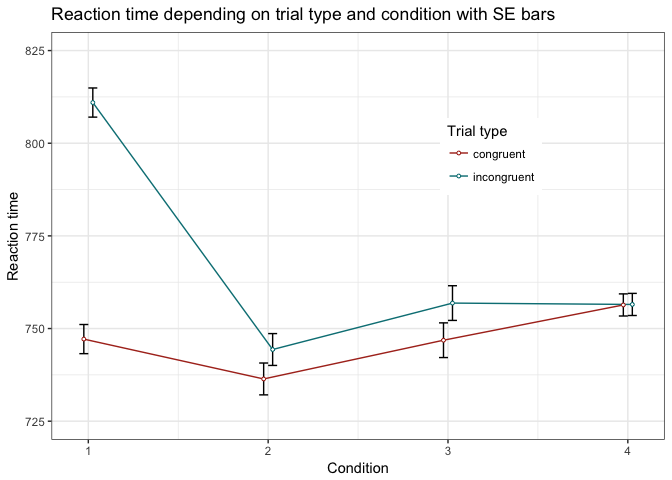 Reaction time depending on trial type and condition with SE bars
825
800
775
750
725
Reaction time
Trial type
congruent
incongruent
1 2 3 4
Condition